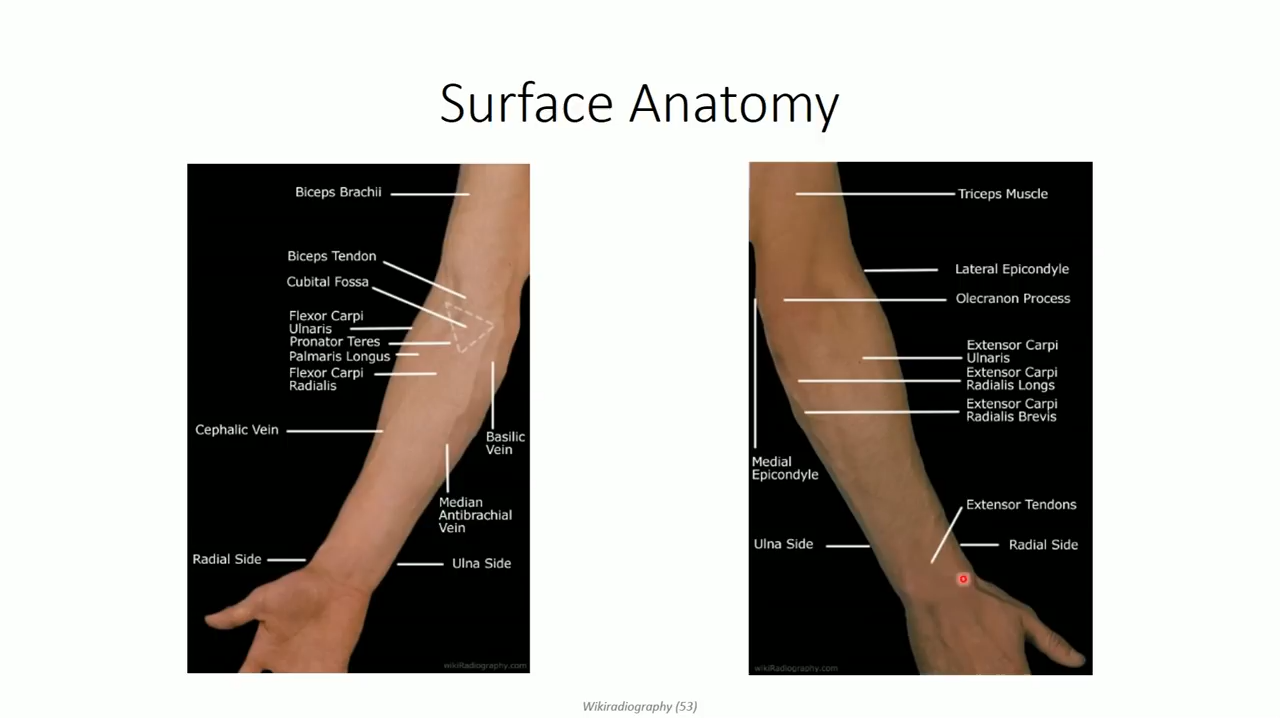 Surface Anatomy
Biceps Brachii
Biceps Tendon
Cubital Fossa
Flexor Carpi
Ulnaris
Pronator Teres
Palmaris Longus
Flexor Carpi
Radialis
Cephalic Vein
Basilic
Vein
Median
Antibrachial
Vein
Radial Side
Ulna Side
wikiRadiography.com
Triceps Muscle
Lateral Epicondyle
Olecranon Process
Extensor Carpi
Ulnaris
Extensor Carpi
Radialis Longs
Extensor Carpi
Radialis Brevis
Medial
Epicondyle
Extensor Tendons
Ulna Side
Radial Side
wikiRadiography.com
Wikiradiography (53)